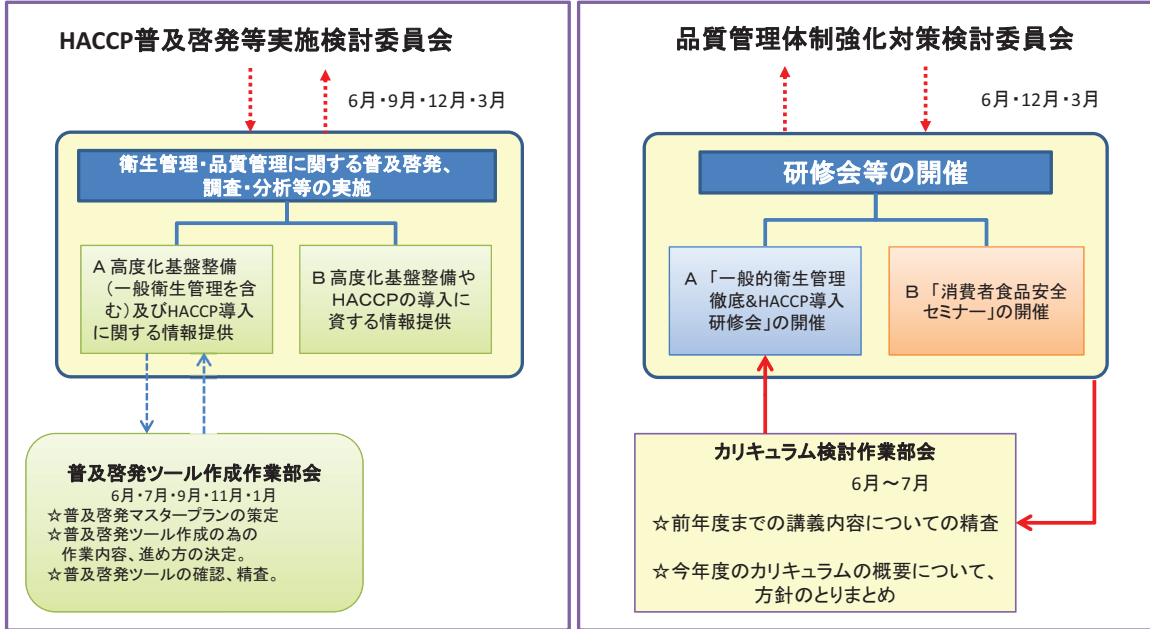 HACCP普及啓発等実施検討委員会
6月・9月・12月・3月
衛生管理・品質管理に関する普及啓発、
調査・分析等の実施
A 高度化基盤整備
（一般衛生管理を含
む）及びHACCP導入
に関する情報提供
B 高度化基盤整備や
HACCPの導入に
資する情報提供
普及啓発ツール作成作業部会
6月・7月・9月・11月・1月
☆普及啓発マスタープランの策定
☆普及啓発ツール作成の為の
作業内容、進め方の決定。
☆普及啓発ツールの確認、精査。
品質管理体制強化対策検討委員会
6月・12月・3月
研修会等の開催
A 「一般的衛生管理
徹底&HACCP導入
研修会」の開催
B 「消費者食品安全
セミナー」の開催
カリキュラム検討作業部会
6月～7月
☆前年度までの講義内容についての精査
☆今年度のカリキュラムの概要について、
方針のとりまとめ